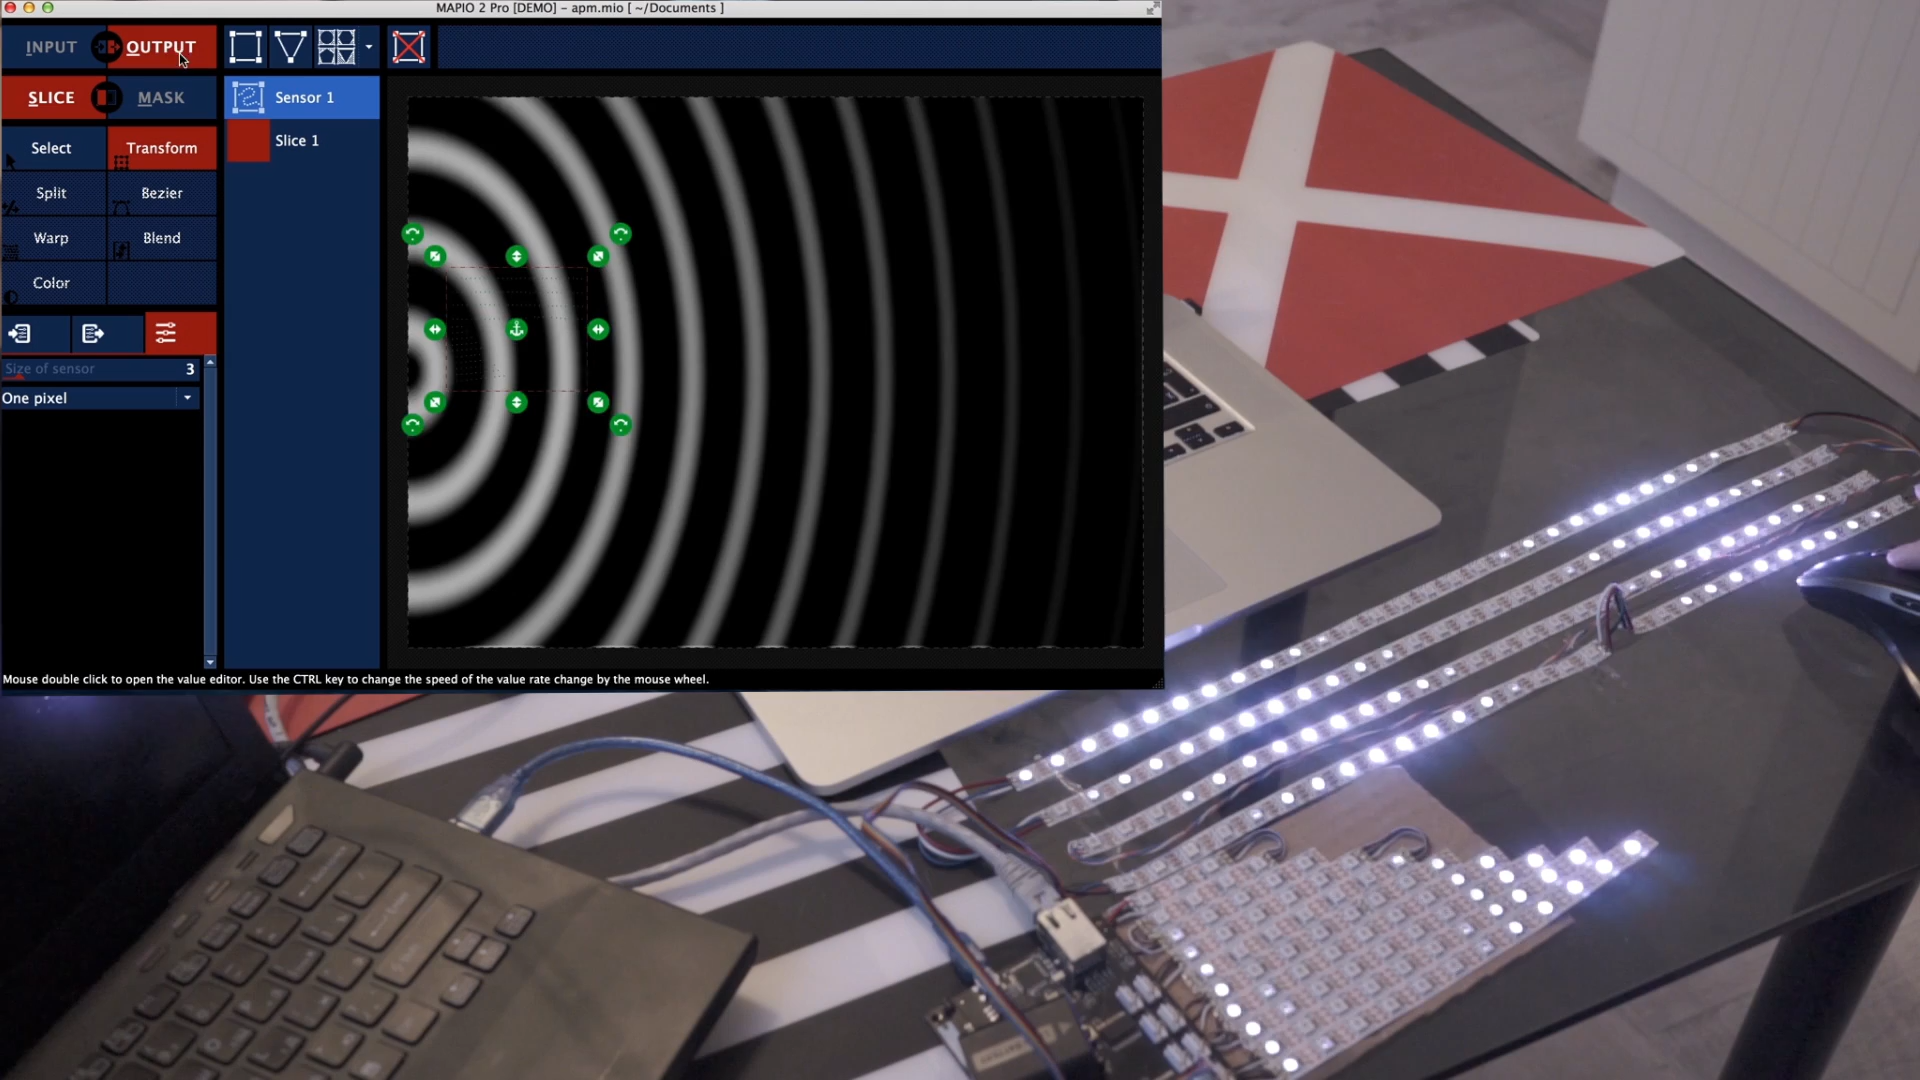 MAPIO 2 Pro [DEMO] – apm.mio [ ~/Documents ]
INPUT OUTPUT
SLICE MASK
Select Transform
Split Bezier
Warp Blend
Color
Size of sensor 3
One pixel
Sensor 1
Slice 1
Mouse double click to open the value editor. Use the CTRL key to change the speed of the value rate change by the mouse wheel.